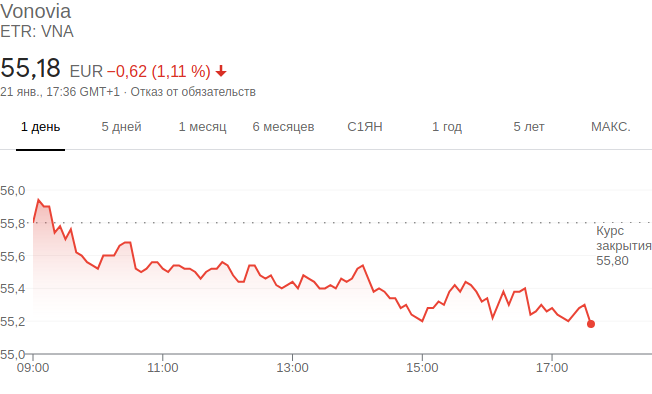 Vonovia
ETR: VNA
55,18 EUR −0,62 (1,11 %)
21 янв., 17:36 GMT+1 · Отказ от обязательств
1 день 5 дней 1 месяц 6 месяцев С1ЯН 1 год 5 лет МАКС.
56,0
55,8
Курс
закрытия
55,80
55,6
55,4
55,2
55,0
09:00 11:00 13:00 15:00 17:00